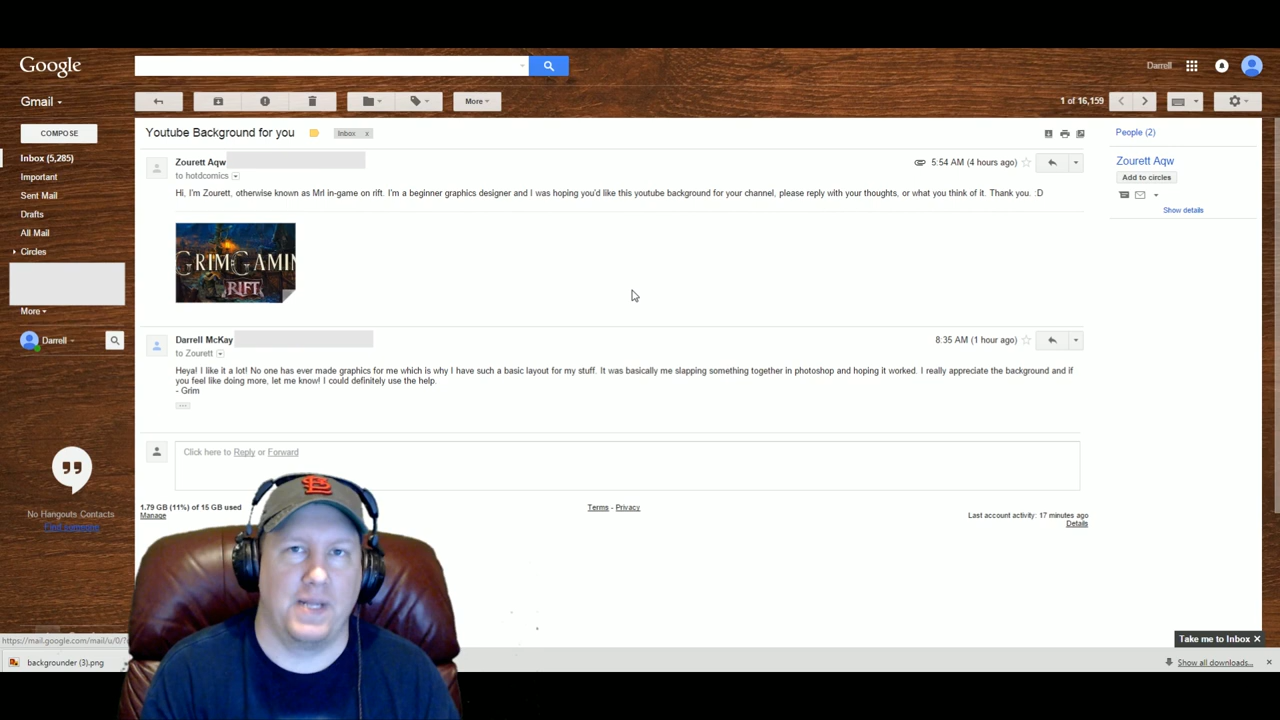 Google
Darrell
Gmail
More
1 of 16,159
COMPOSE
Inbox (5,285)
Important
Sent Mail
Drafts
All Mail
Circles
More
Darrell
No Hangouts Contacts
Youtube Background for you
Inbox x
Zourett Aqw
5:54 AM (4 hours ago)
to hotdcomics
Hi, I'm Zourett, otherwise known as Mrl in-game on rift. I'm a beginner graphics designer and I was hoping you'd like this youtube background for your channel, please reply with your thoughts, or what you think of it. Thank you. :D
GRIMGAMIN
RIFT
Darrell McKay
8:35 AM (1 hour ago)
to Zourett
Heya! I like it a lot! No one has ever made graphics for me which is why I have such a basic layout for my stuff. It was basically me slapping something together in photoshop and hoping it worked. I really appreciate the background and if
you feel like doing more, let me know! I could definitely use the help.
- Grim
Click here to Reply or Forward
1.79 GB (11%) of 15 GB used
Manage
Terms - Privacy
Last account activity: 17 minutes ago
Details
People (2)
Zourett Aqw
Add to circles
Show details
Take me to Inbox X
https://mail.google.com/mail/u/0/?
backgrounder (3).png
Show all downloads...